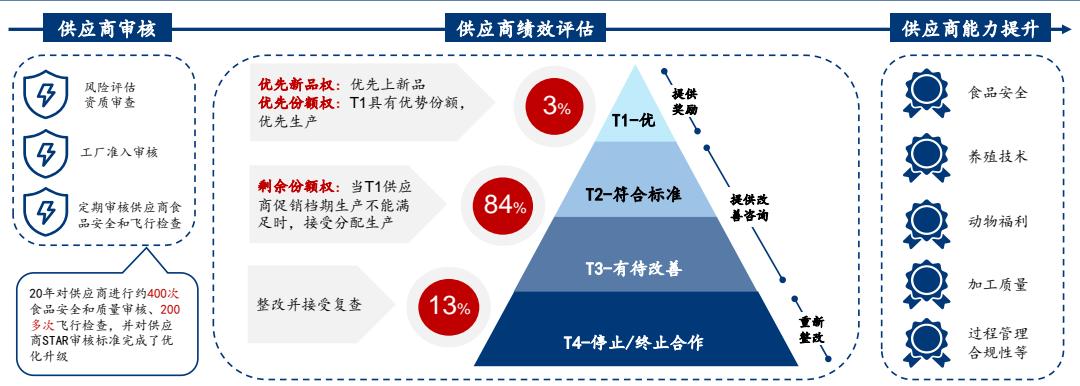 供应商审核
供应商绩效评估
供应商能力提升
风险评估
资质审查
工厂准入审核
定期审核供应商食
品安全和飞行检查
20年对供应商进行约400次
食品安全和质量审核、200
多次飞行检查，并对供应
商STAR审核标准完成了优
化升级
优先新品权：优先上新品
优先份额权：T1具有优势份额，
优先生产
3%
剩余份额权：当T1供应
商促销档期生产不能满
足时，接受分配生产
84%
整改并接受复查
13%
T1-优
T2-符合标准
T3-有待改善
T4-停止/终止合作
提供
奖励
提供改
善咨询
重新
整改
食品安全
养殖技术
动物福利
加工质量
过程管理
合规性等